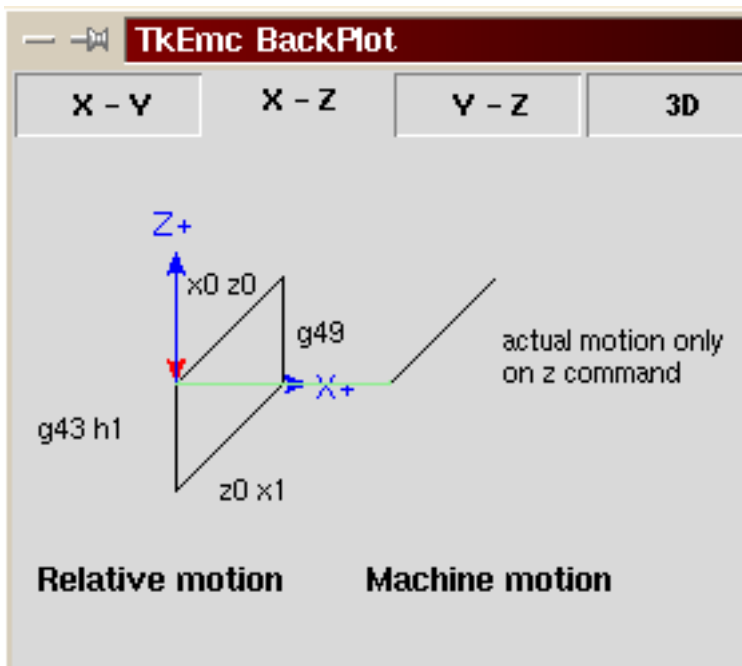 TkEmc BackPlot
X - Y
X - Z
Y - Z
3D
Z+
x0 z0
g49
actual motion only
on z command
X+
g43 h1
z0 x1
Relative motion
Machine motion